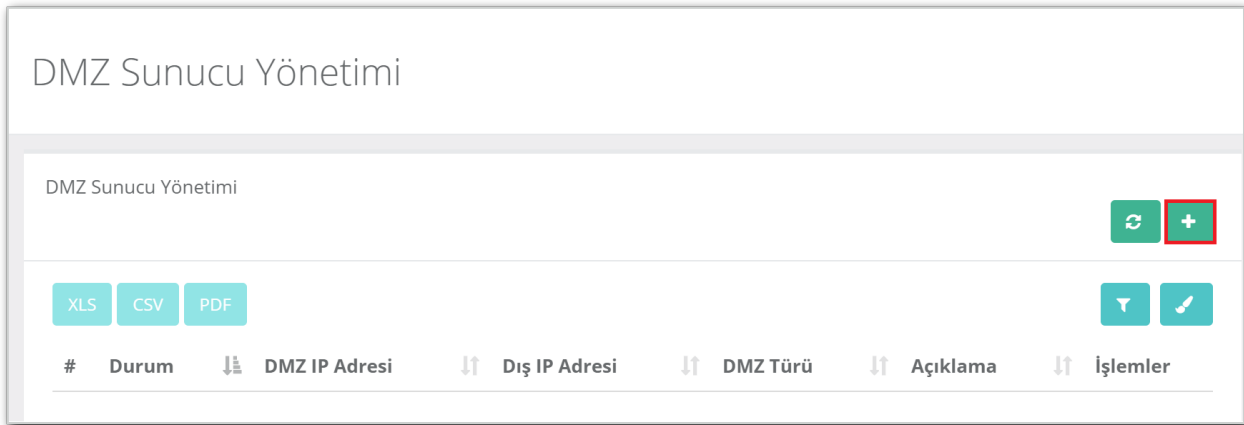 DMZ Sunucu Yönetimi
DMZ Sunucu Yönetimi
XLS CSV PDF
# Durum DMZ IP Adresi Dış IP Adresi DMZ Türü Açıklama İşlemler